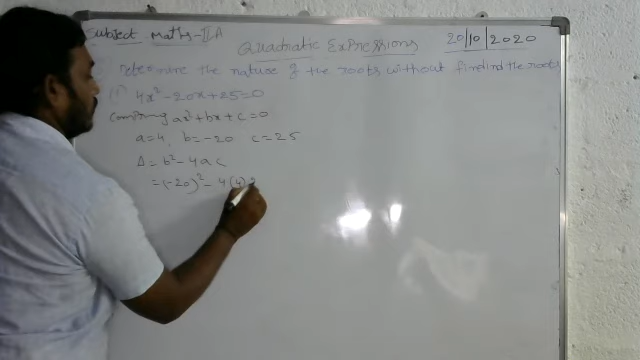 Subject Maths-IIA
Quadratic Expressions
20/10/2020
Determine the nature of the roots without finding the roots
(1) 4x² - 20x + 25 = 0
Comparing ax² + bx + c = 0
a = 4, b = -20 c = 25
Δ = b² - 4ac
= (-20)² - 4(4)